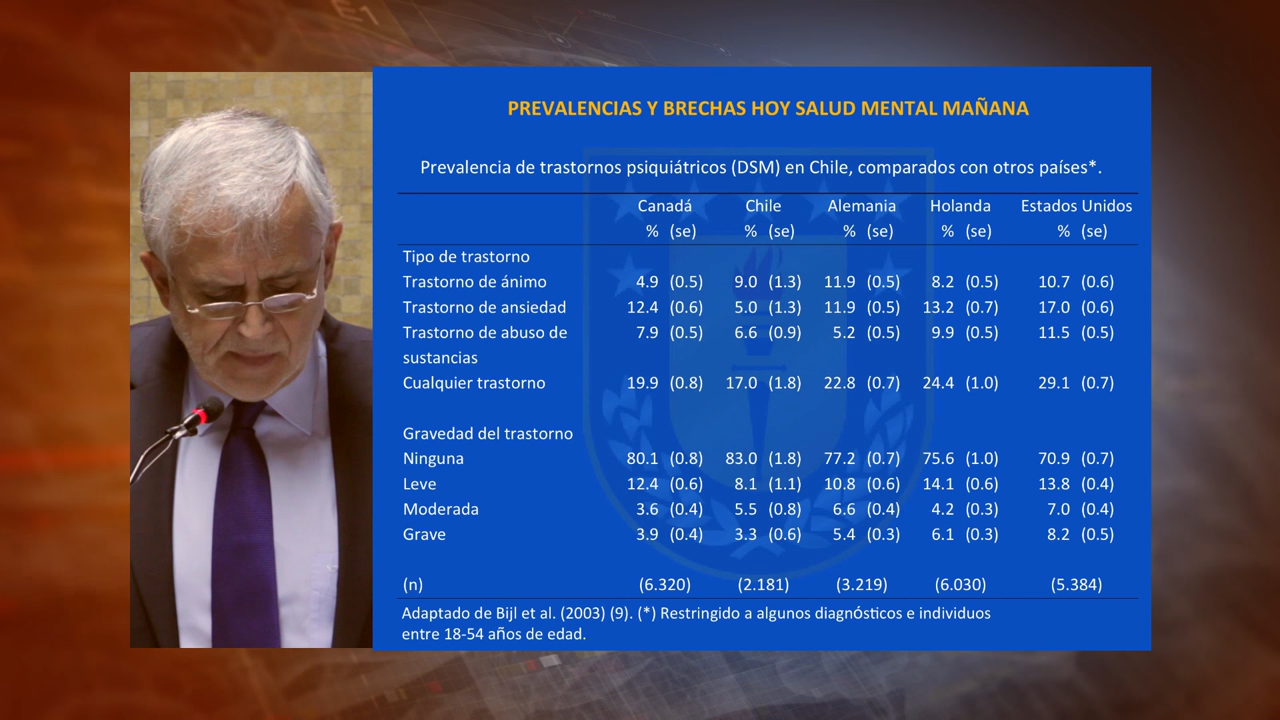 E1
PREVALENCIAS Y BRECHAS HOY SALUD MENTAL MAÑANA
Prevalencia de trastornos psiquiátricos (DSM) en Chile, comparados con otros países*.
Canadá Chile Alemania Holanda Estados Unidos
% (se) % (se) % (se) % (se) % (se)
Tipo de trastorno
Trastorno de ánimo 4.9 (0.5) 9.0 (1.3) 11.9 (0.5) 8.2 (0.5) 10.7 (0.6)
Trastorno de ansiedad 12.4 (0.6) 5.0 (1.3) 11.9 (0.5) 13.2 (0.7) 17.0 (0.6)
Trastorno de abuso de 7.9 (0.5) 6.6 (0.9) 5.2 (0.5) 9.9 (0.5) 11.5 (0.5)
sustancias
Cualquier trastorno 19.9 (0.8) 17.0 (1.8) 22.8 (0.7) 24.4 (1.0) 29.1 (0.7)
Gravedad del trastorno
Ninguna 80.1 (0.8) 83.0 (1.8) 77.2 (0.7) 75.6 (1.0) 70.9 (0.7)
Leve 12.4 (0.6) 8.1 (1.1) 10.8 (0.6) 14.1 (0.6) 13.8 (0.4)
Moderada 3.6 (0.4) 5.5 (0.8) 6.6 (0.4) 4.2 (0.3) 7.0 (0.4)
Grave 3.9 (0.4) 3.3 (0.6) 5.4 (0.3) 6.1 (0.3) 8.2 (0.5)
(n) (6.320) (2.181) (3.219) (6.030) (5.384)
Adaptado de Bijl et al. (2003) (9). (*) Restringido a algunos diagnósticos e individuos
entre 18-54 años de edad.